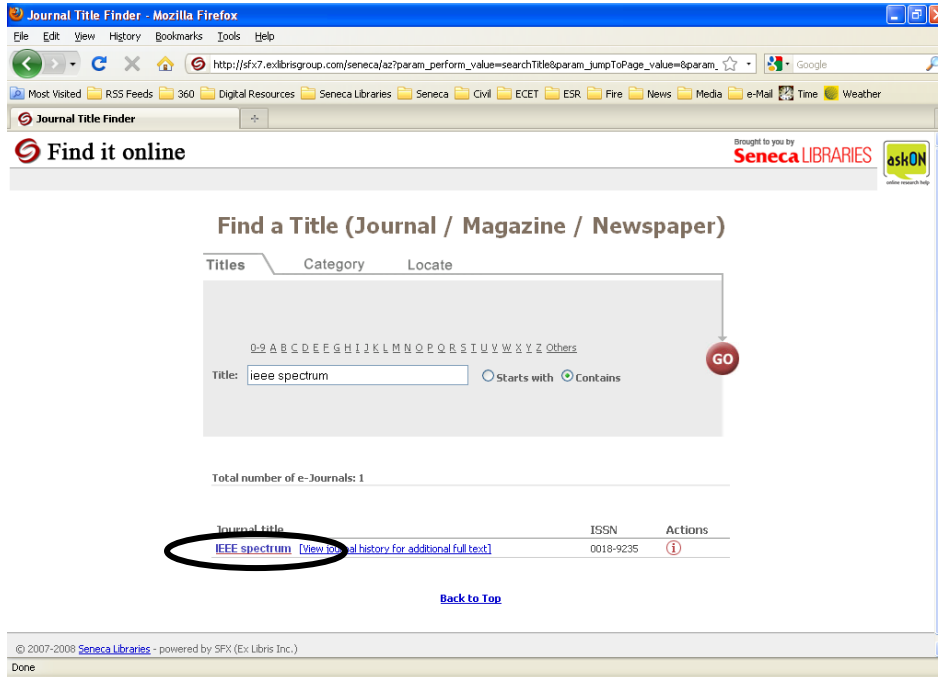 Journal Title Finder - Mozilla Firefox
File Edit View History Bookmarks Tools Help
http://sfx7.exlibrisgroup.com/seneca/az?param_perform_value=searchTitle&param_jumpToPage_value=&param_ Google
Most Visited RSS Feeds 360 Digital Resources Seneca Libraries Seneca Civil ECET ESR Fire News Media e-Mail Time Weather
Journal Title Finder
Find it online
Brought to you by
Seneca LIBRARIES
askON
online research help
Find a Title (Journal / Magazine / Newspaper)
Titles Category Locate
0-9 A B C D E F G H I J K L M N O P Q R S T U V W X Y Z Others
GO
Title: ieee spectrum Starts with Contains
Total number of e-Journals: 1
Journal title ISSN Actions
IEEE spectrum [View journal history for additional full text] 0018-9235 i
Back to Top
© 2007-2008 Seneca Libraries - powered by SFX (Ex Libris Inc.)
Done